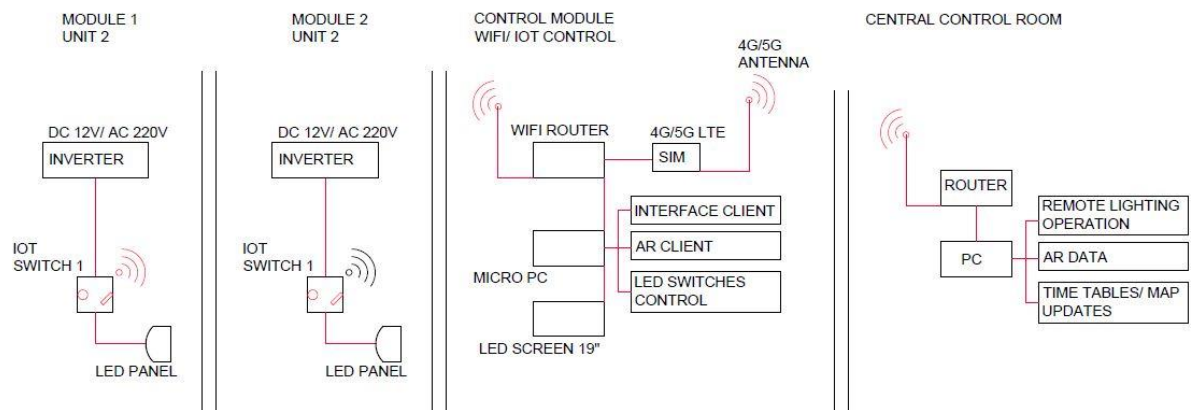 MODULE 1
UNIT 2
DC 12V/ AC 220V
INVERTER
IOT
SWITCH 1
LED PANEL
MODULE 2
UNIT 2
DC 12V/ AC 220V
INVERTER
IOT
SWITCH 1
LED PANEL
CONTROL MODULE
WIFI/ IOT CONTROL
4G/5G
ANTENNA
WIFI ROUTER
4G/5G LTE
SIM
INTERFACE CLIENT
AR CLIENT
MICRO PC
LED SWITCHES
CONTROL
LED SCREEN 19"
CENTRAL CONTROL ROOM
ROUTER
PC
REMOTE LIGHTING
OPERATION
AR DATA
TIME TABLES/ MAP
UPDATES